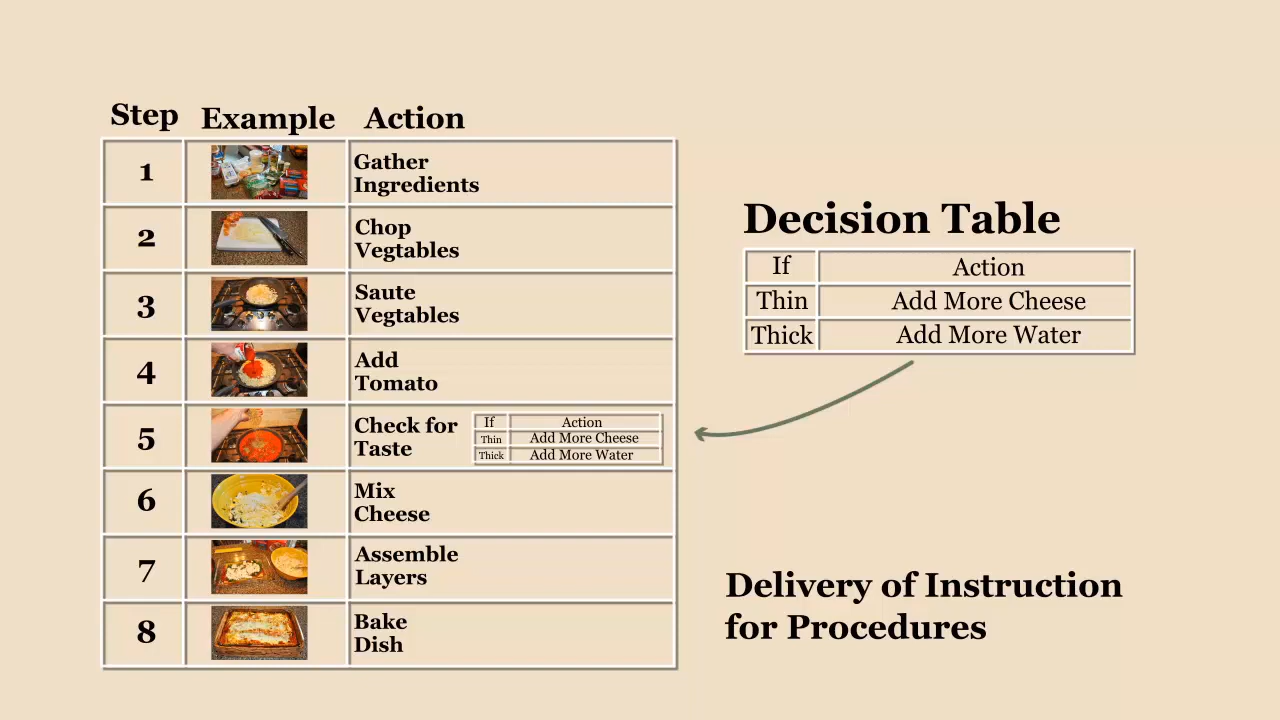 Step Example Action
1 Gather
Ingredients
2 Chop
Vegtables
3 Saute
Vegtables
4 Add
Tomato
5 Check for
Taste
If Action
Thin Add More Cheese
Thick Add More Water
6 Mix
Cheese
7 Assemble
Layers
8 Bake
Dish
Decision Table
If Action
Thin Add More Cheese
Thick Add More Water
Delivery of Instruction
for Procedures